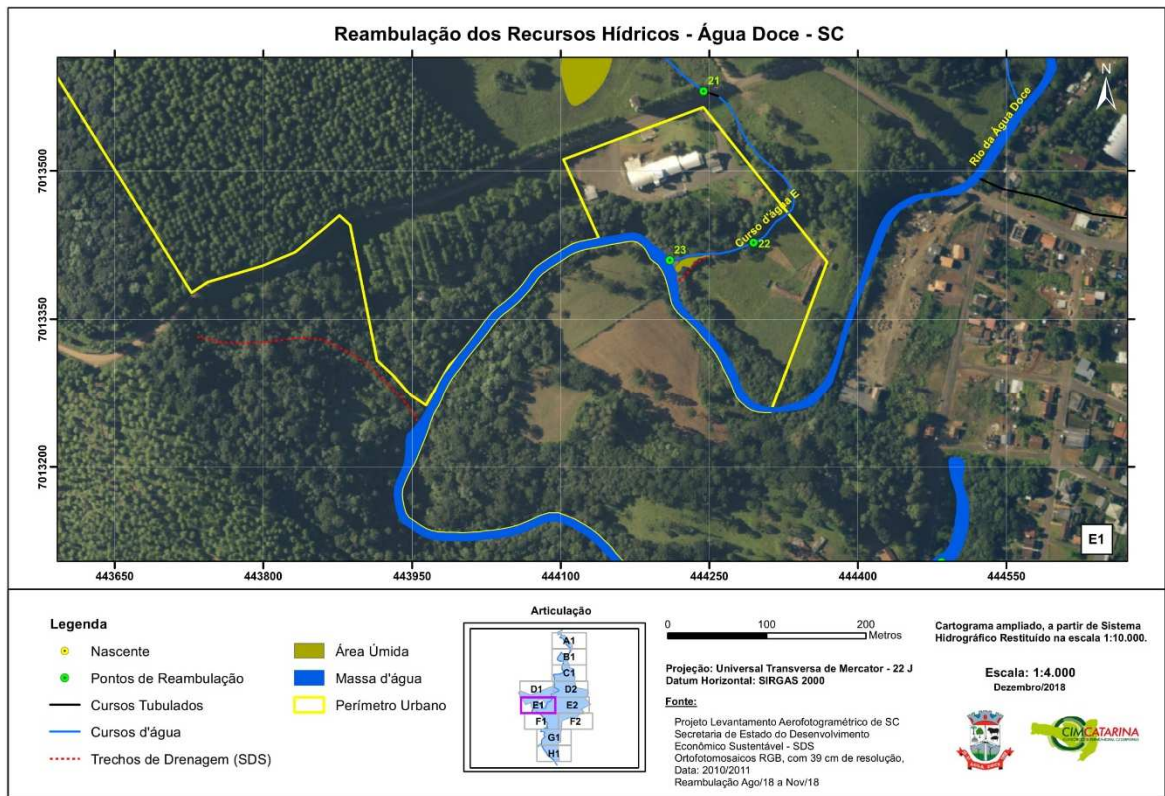 Reambulação dos Recursos Hídricos - Água Doce - SC
N
21
Rio da Água Doce
7013500
Curso d'água E
22
23
7013350
7013200
E1
443650
443800
443950
444100
444250
444400
444550
Legenda
Nascente
Pontos de Reambulação
Cursos Tubulados
Cursos d'água
Trechos de Drenagem (SDS)
Área Úmida
Massa d'água
Perímetro Urbano
Articulação
A1
B1
C1
D1
D2
E1
E2
F1
F2
G1
H1
0 100 200
Metros
Projeção: Universal Transversa de Mercator - 22 J
Datum Horizontal: SIRGAS 2000
Fonte:
Projeto Levantamento Aerofotogramétrico de SC
Secretaria de Estado do Desenvolvimento
Econômico Sustentável - SDS
Ortofotomosaicos RGB, com 39 cm de resolução,
Data: 2010/2011
Reambulação Ago/18 a Nov/18
Cartograma ampliado, a partir de Sistema
Hidrográfico Restituído na escala 1:10.000.
Escala: 1:4.000
Dezembro/2018
ÁGUA DOCE
CIMCATARINA